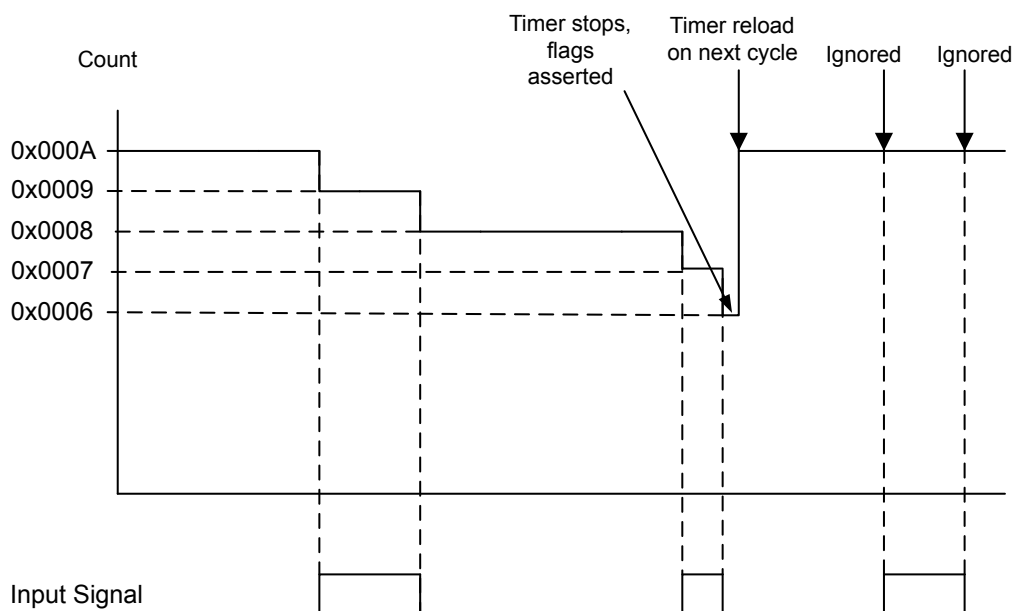 Timer stops,
flags
asserted
Timer reload
on next cycle
Ignored
Ignored
Count
0x000A
0x0009
0x0008
0x0007
0x0006
Input Signal